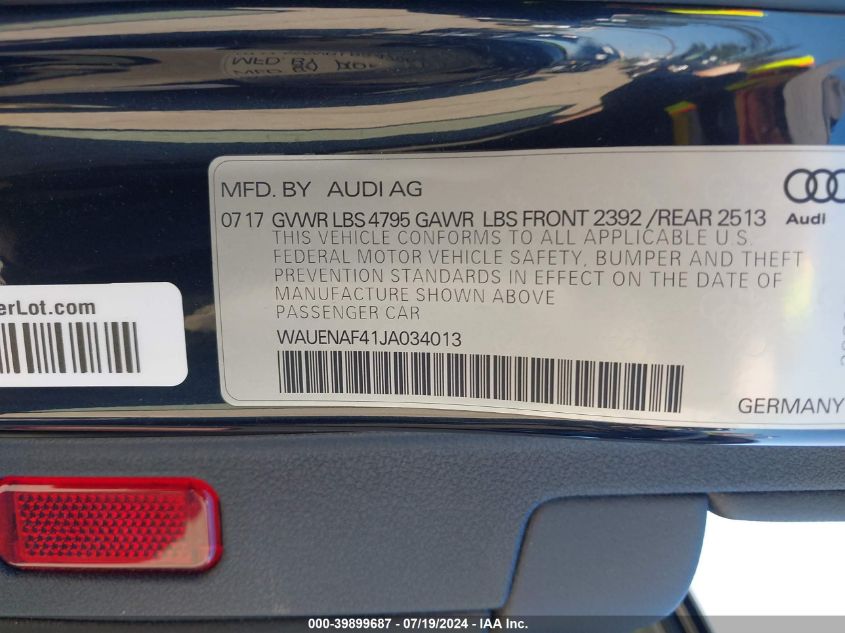 MFD. BY AUDI AG
07 17 GVWR LBS 4795 GAWR LBS FRONT 2392 /REAR 2513
THIS VEHICLE CONFORMS TO ALL APPLICABLE U.S.
FEDERAL MOTOR VEHICLE SAFETY, BUMPER AND THEFT
PREVENTION STANDARDS IN EFFECT ON THE DATE OF
MANUFACTURE SHOWN ABOVE
PASSENGER CAR
WAUENAF41JA034013
Audi
GERMANY
erLot.com
000-39899687 / 07/19/2024 - IAA Inc.